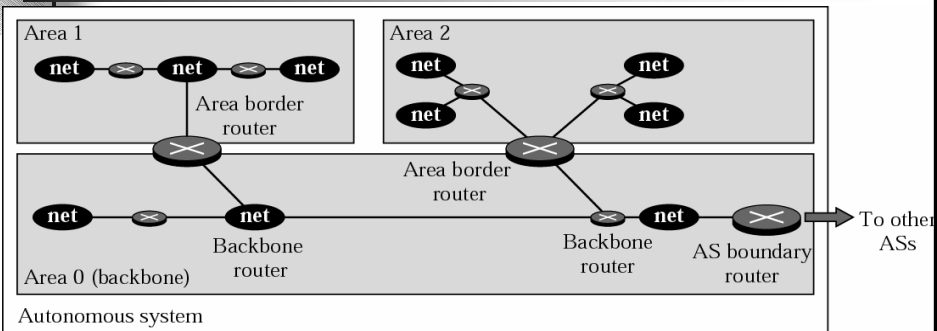 Area 1
net
net
net
Area border
router
Area 2
net
net
net
net
Area border
router
net
net
Backbone
router
Backbone
router
net
AS boundary
router
To other
ASs
Area 0 (backbone)
Autonomous system